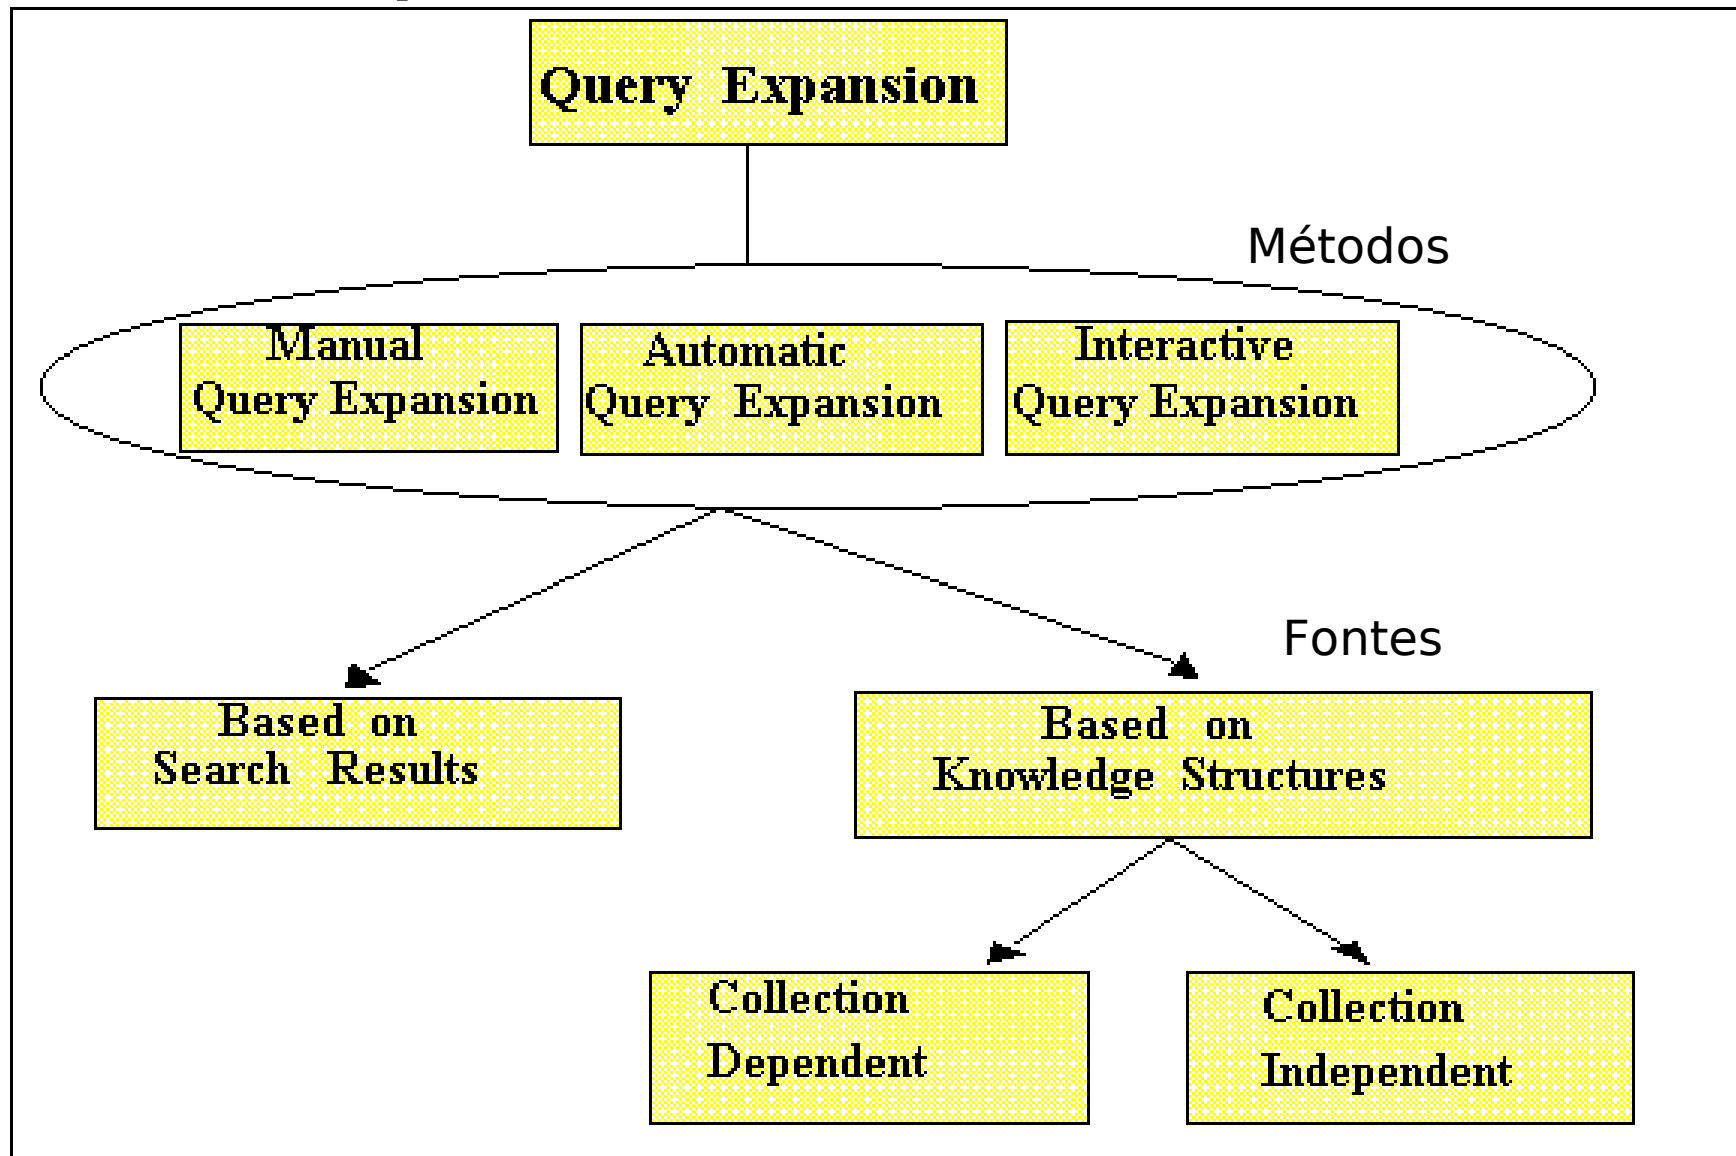 Query Expansion
Métodos
Manual
Query Expansion
Automatic
Query Expansion
Interactive
Query Expansion
Fontes
Based on
Search Results
Based on
Knowledge Structures
Collection
Dependent
Collection
Independent